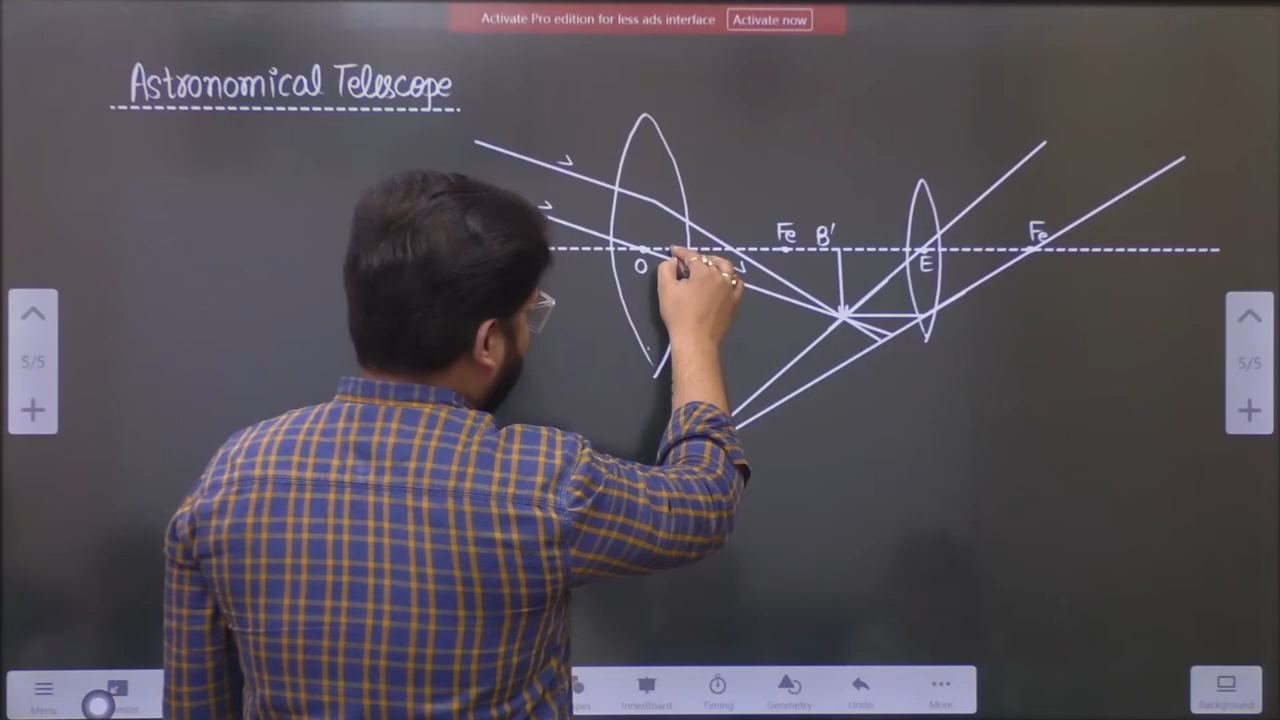 Activate Pro edition for less ads interface Activate now
Astronomical Telescope
Fe B' Fe
O E
5/5 5/5
Menu InnerBoard Timing Geometry Undo More Background